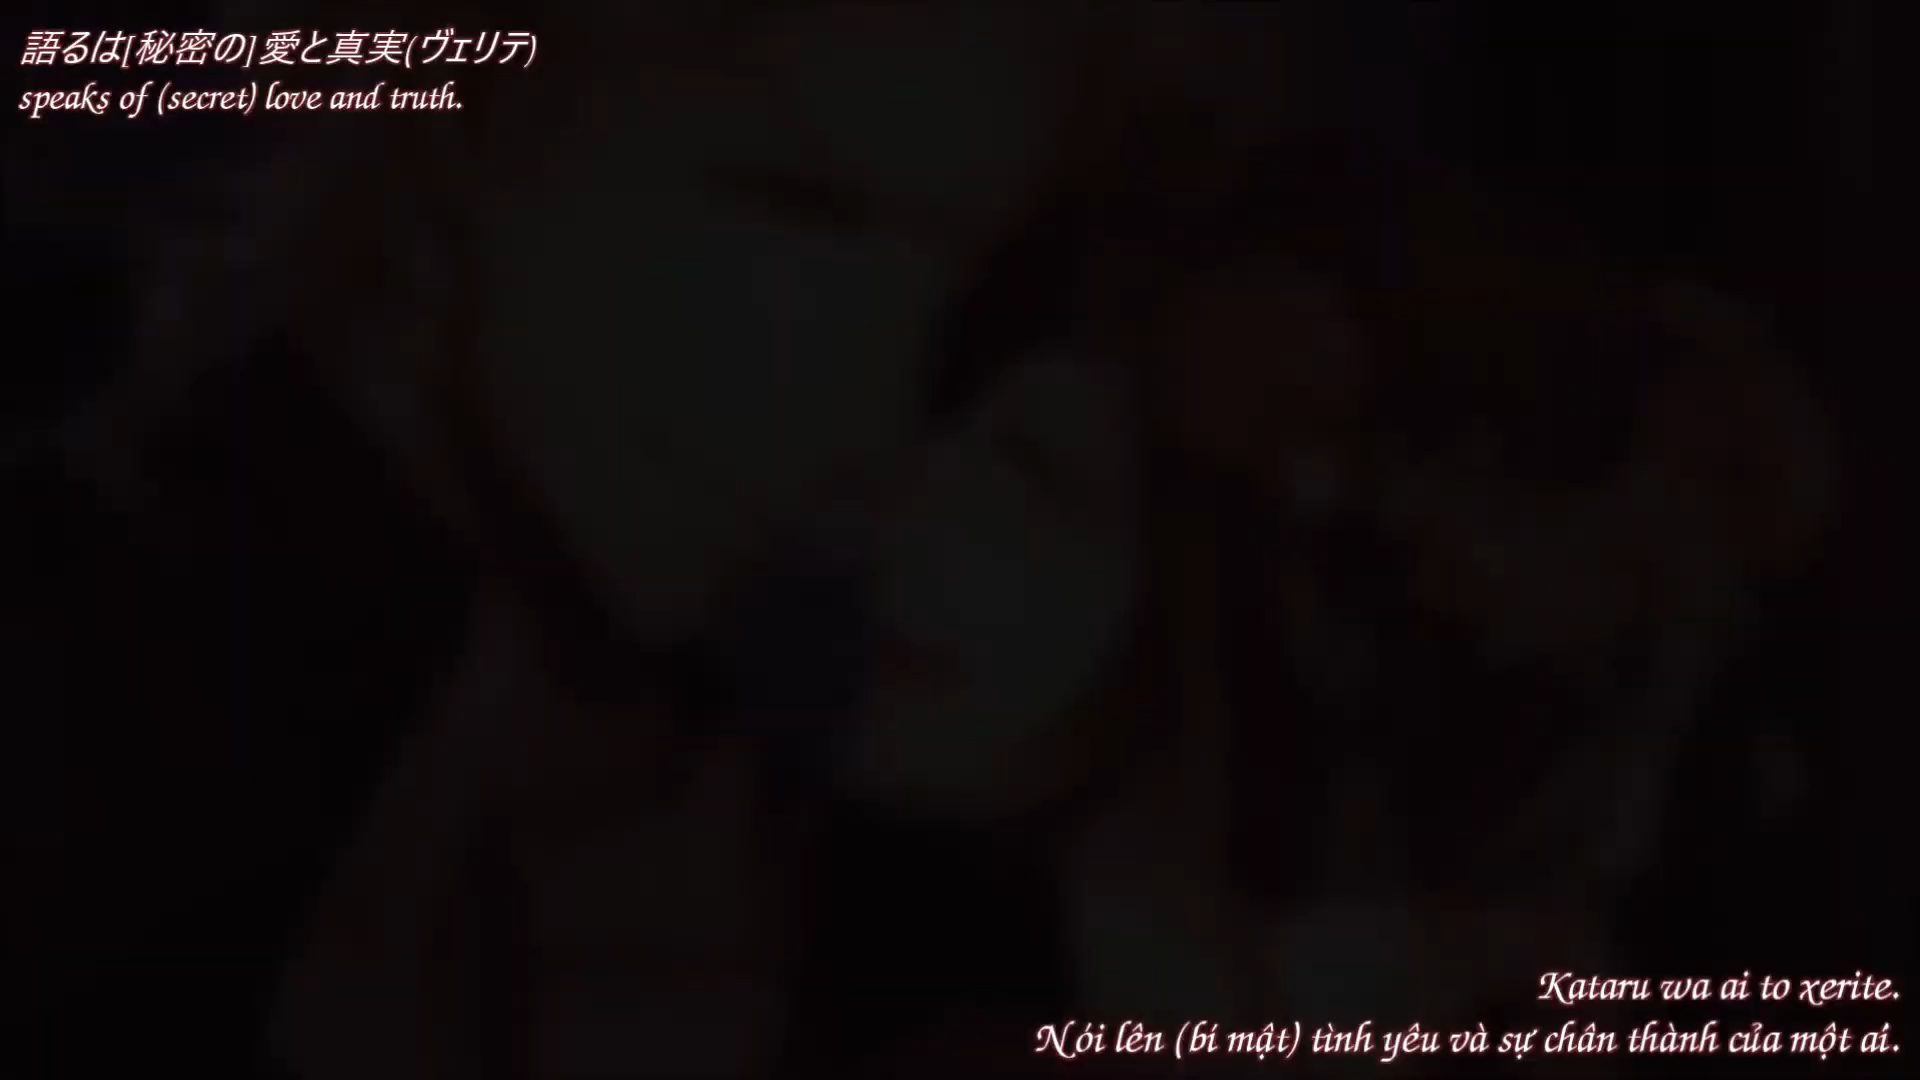 語るは[秘密の]愛と真実(ヴェリテ)
speaks of (secret) love and truth.
Kataru wa ai to xerite.
Nói lên (bí mật) tình yêu và sự chân thành của một ai.